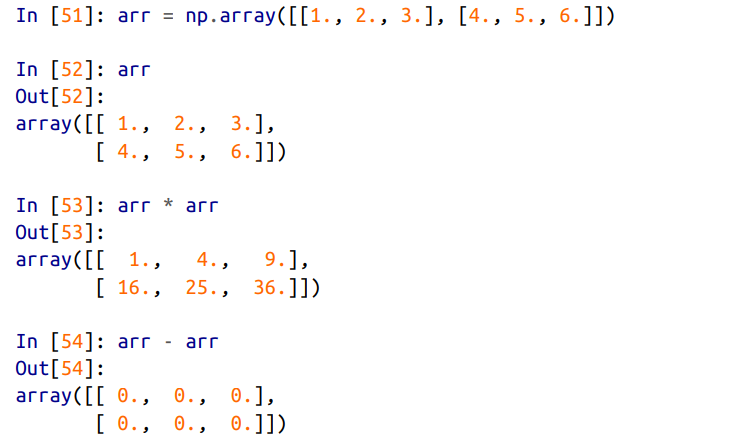 In [51]: arr = np.array([[1., 2., 3.], [4., 5., 6.]])
In [52]: arr
Out[52]:
array([[ 1.,  2.,  3.],
       [ 4.,  5.,  6.]])
In [53]: arr * arr
Out[53]:
array([[  1.,   4.,   9.],
       [ 16.,  25.,  36.]])
In [54]: arr - arr
Out[54]:
array([[ 0.,  0.,  0.],
       [ 0.,  0.,  0.]])